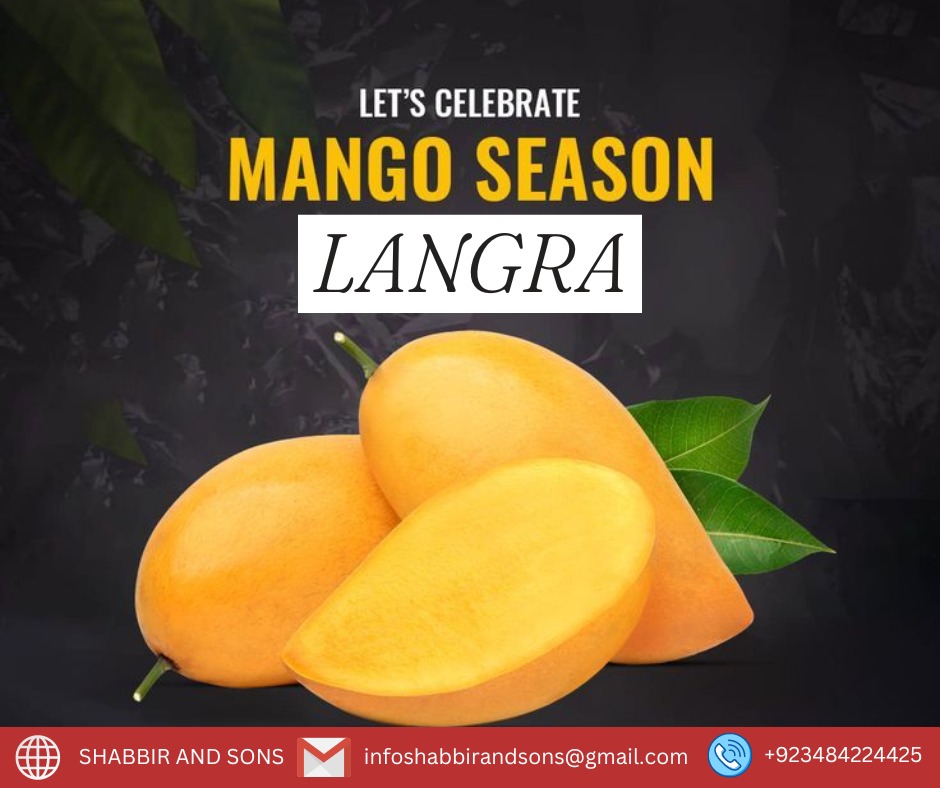 LET'S CELEBRATE
MANGO SEASON
LANGRA
SHABBIR AND SONS infoshabbirandsons@gmail.com +923484224425